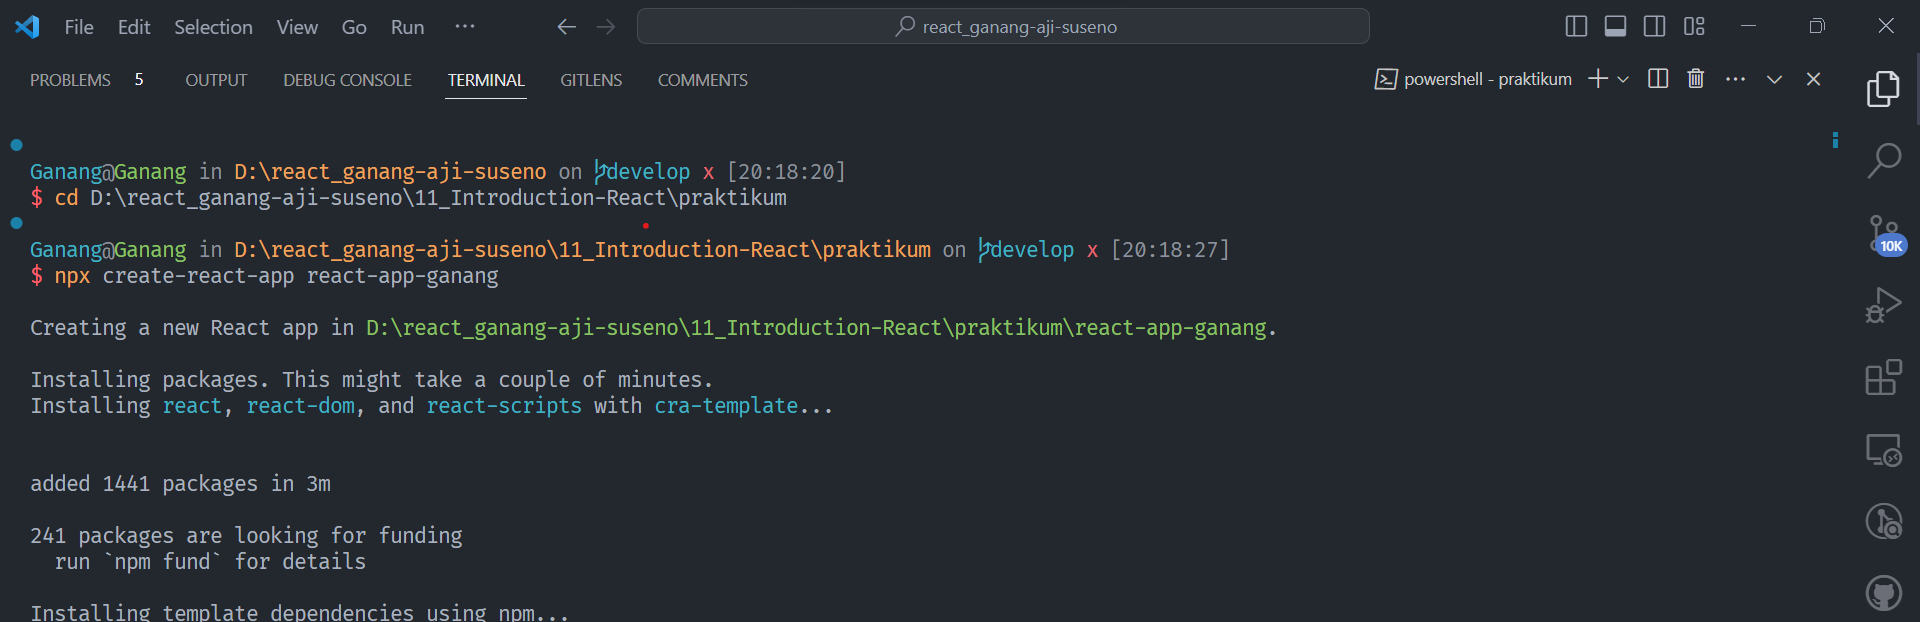 File Edit Selection View Go Run ··· react_ganang-aji-suseno
PROBLEMS 5 OUTPUT DEBUG CONSOLE TERMINAL GITLENS COMMENTS powershell - praktikum
Ganang@Ganang in D:\react_ganang-aji-suseno on develop x [20:18:20]
$ cd D:\react_ganang-aji-suseno\11_Introduction-React\praktikum
Ganang@Ganang in D:\react_ganang-aji-suseno\11_Introduction-React\praktikum on develop x [20:18:27]
10K
$ npx create-react-app react-app-ganang
Creating a new React app in D:\react_ganang-aji-suseno\11_Introduction-React\praktikum\react-app-ganang.
Installing packages. This might take a couple of minutes.
Installing react, react-dom, and react-scripts with cra-template...
added 1441 packages in 3m
241 packages are looking for funding
run `npm fund` for details
Installing template dependencies using npm...